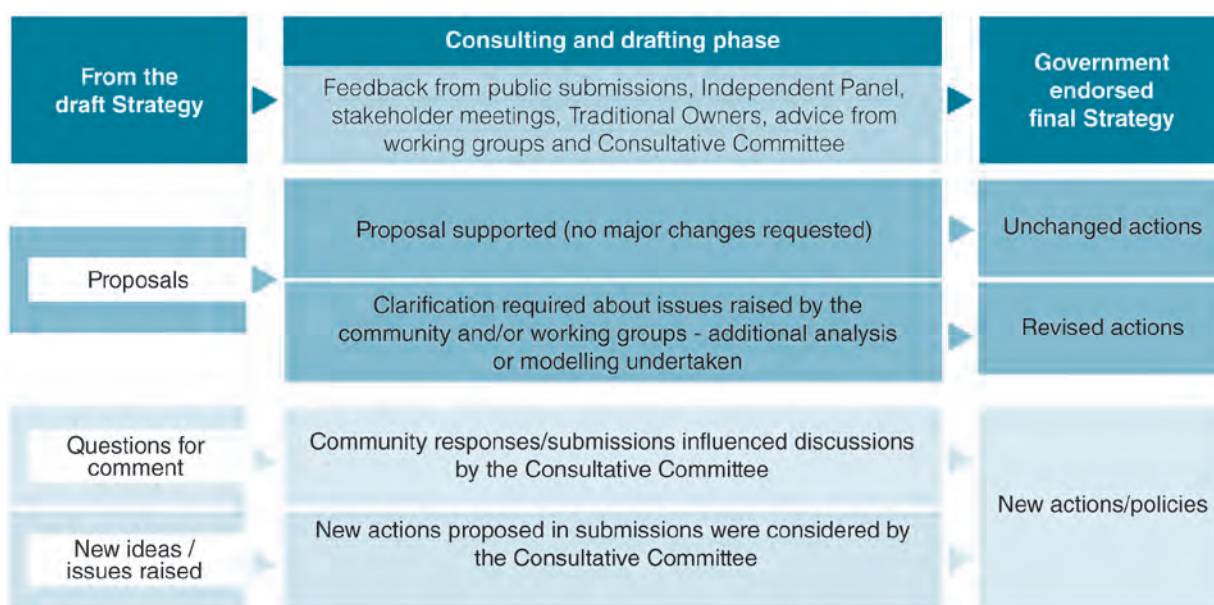 From the
draft Strategy
Consulting and drafting phase
Feedback from public submissions, Independent Panel,
stakeholder meetings, Traditional Owners, advice from
working groups and Consultative Committee
Government
endorsed
final Strategy
Proposals
Proposal supported (no major changes requested)
Unchanged actions
Clarification required about issues raised by the
community and/or working groups - additional analysis
or modelling undertaken
Revised actions
Questions for
comment
Community responses/submissions influenced discussions
by the Consultative Committee
New ideas /
issues raised
New actions proposed in submissions were considered by
the Consultative Committee
New actions/policies